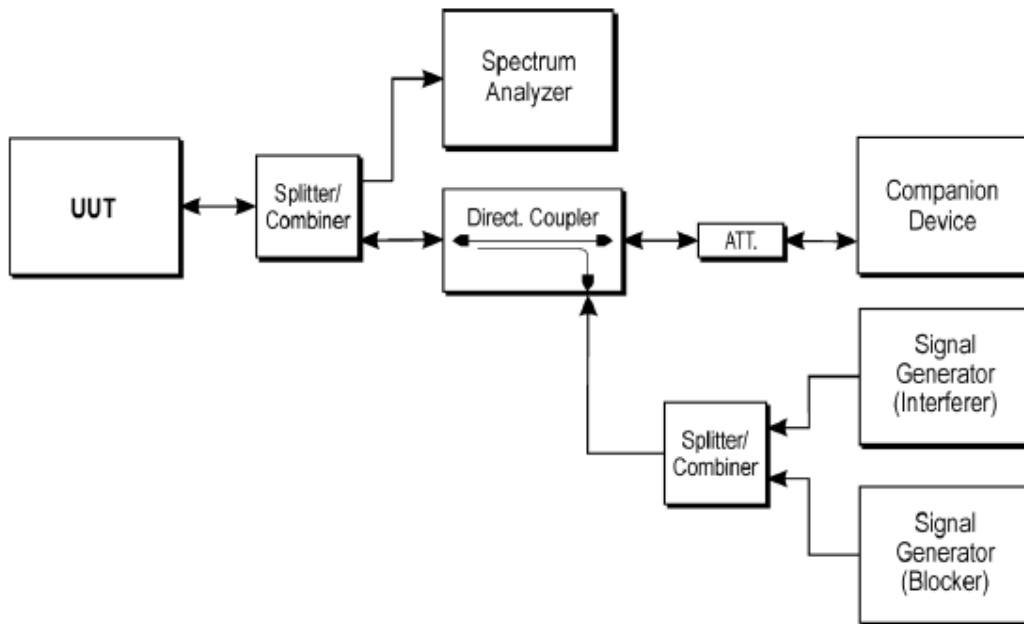 Spectrum
Analyzer
UUT
Splitter/
Combiner
Direct. Coupler
ATT.
Companion
Device
Signal
Generator
(Interferer)
Splitter/
Combiner
Signal
Generator
(Blocker)